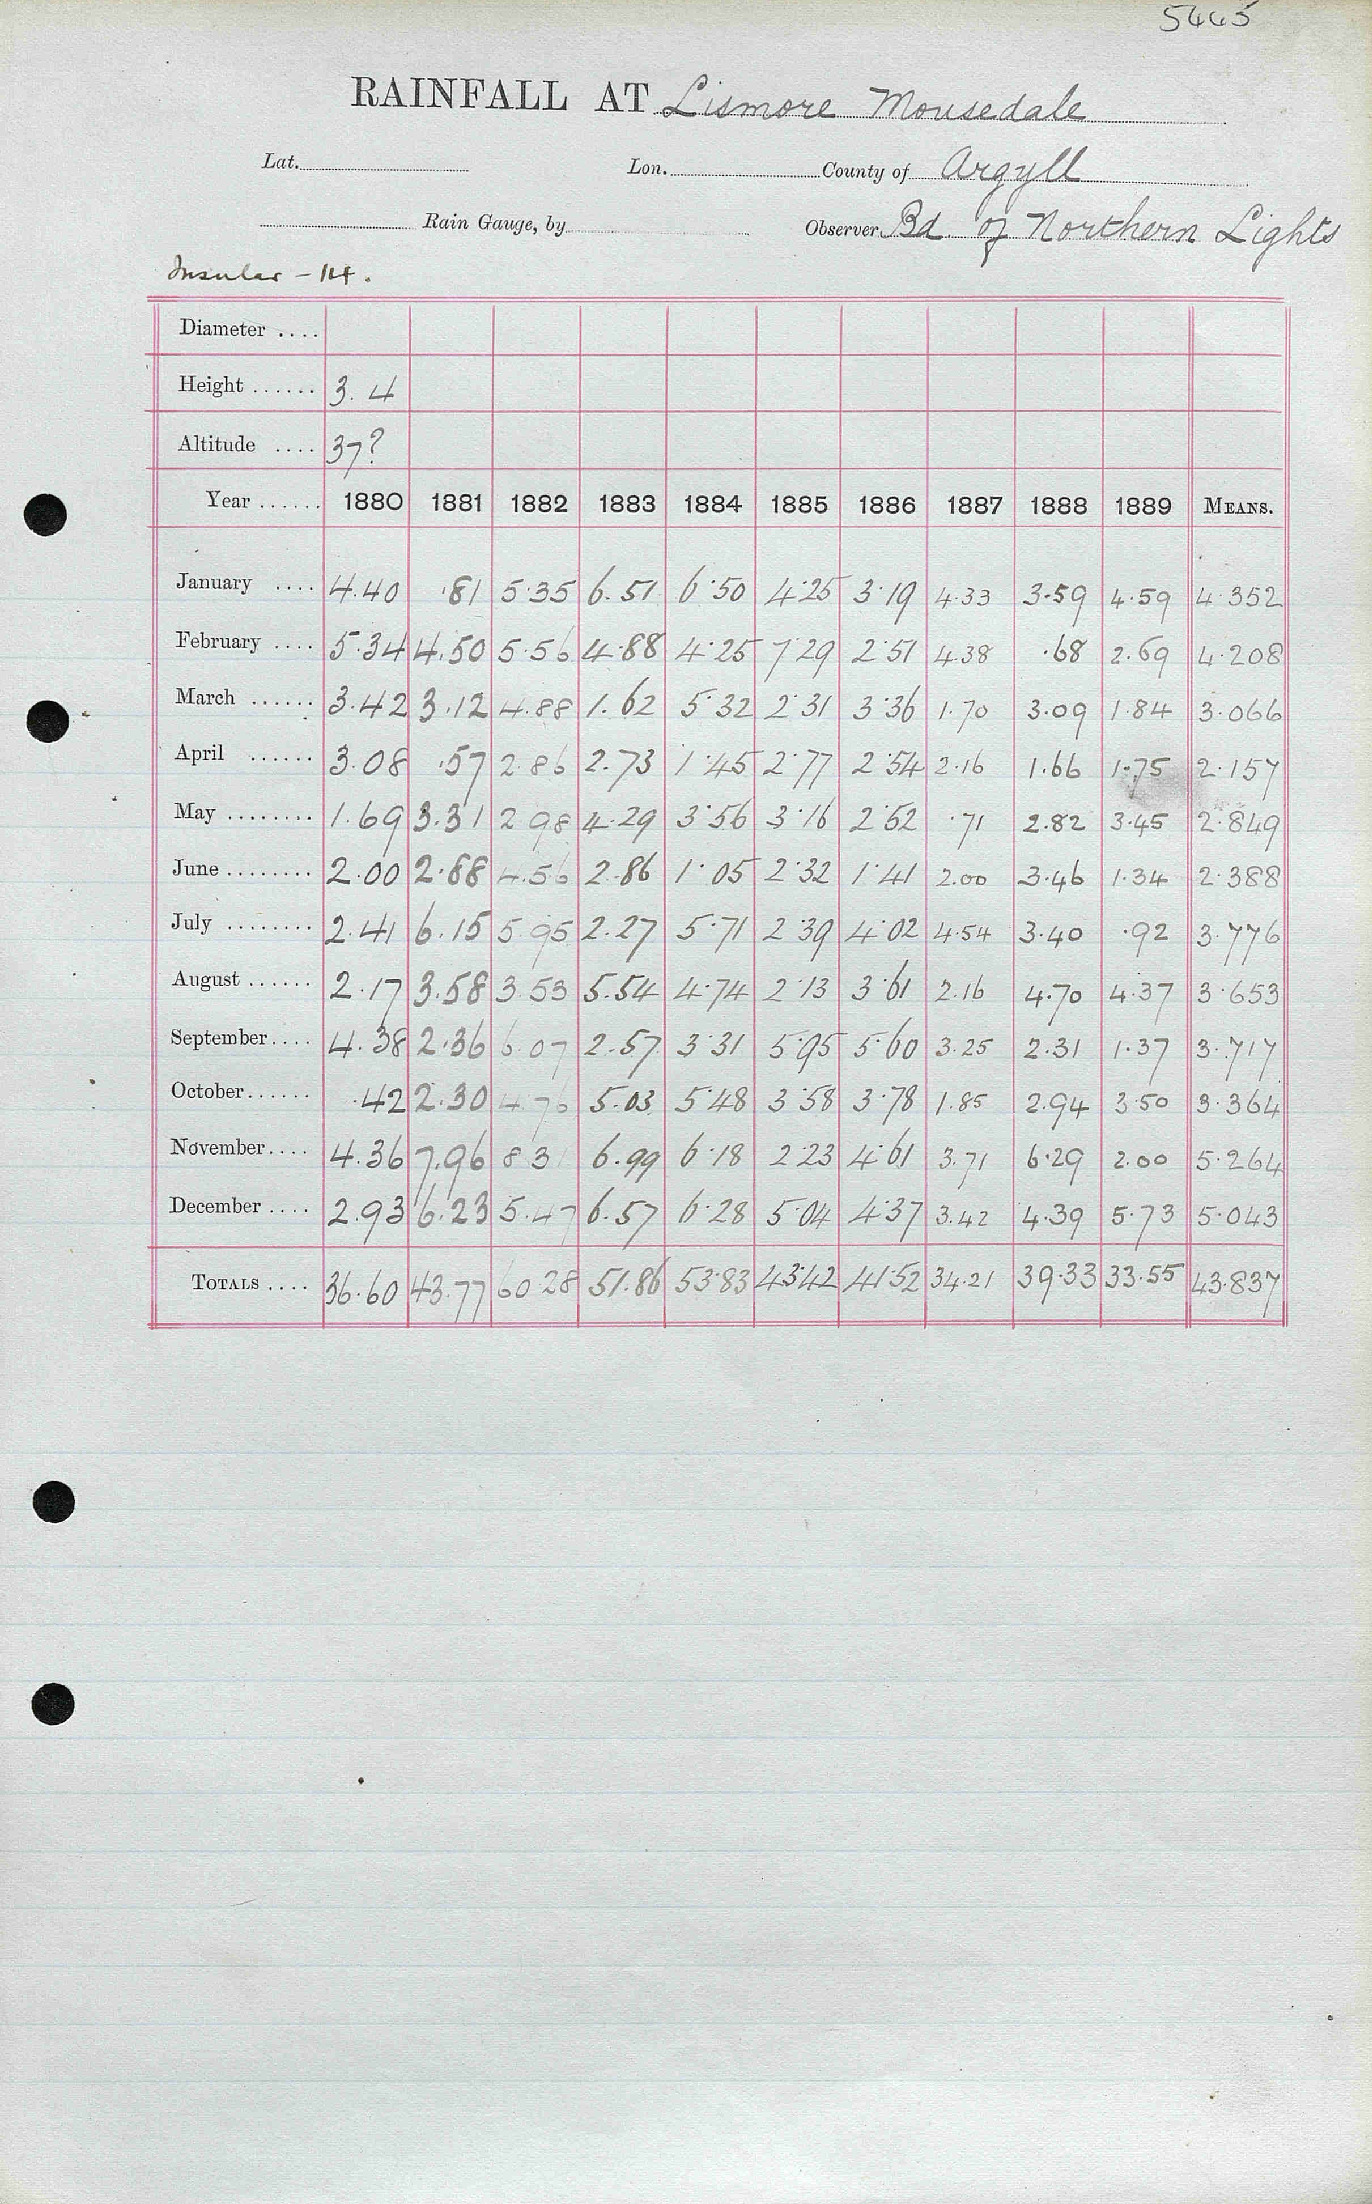 5445
RAINFALL AT Lismore Mousedale
Lat. Lon. County of Argyll
Rain Gauge, by Observer Bd of Northern Lights
Insular - 14.
Diameter ....
Height ...... 3.4
Altitude .... 37?
Year ...... 1880 1881 1882 1883 1884 1885 1886 1887 1888 1889 MEANS.
January .... 4.40 .81 5.35 6.51 6.50 4.25 3.19 4.33 3.59 4.59 4.352
February .... 5.34 4.50 5.56 4.88 4.25 7.29 2.51 4.38 .68 2.69 4.208
March ...... 3.42 3.12 4.88 1.62 5.32 2.31 3.36 1.70 3.09 1.84 3.066
April ...... 3.08 .57 2.86 2.73 1.45 2.77 2.54 2.16 1.66 1.75 2.157
May ........ 1.69 3.31 2.98 4.29 3.56 3.16 2.52 .71 2.82 3.45 2.849
June ........ 2.00 2.88 4.56 2.86 1.05 2.32 1.41 2.00 3.46 1.34 2.388
July ........ 2.41 6.15 5.95 2.27 5.71 2.39 4.02 4.54 3.40 .92 3.776
August ...... 2.17 3.58 3.53 5.54 4.74 2.13 3.61 2.16 4.70 4.37 3.653
September .... 4.38 2.36 6.07 2.57 3.31 5.95 5.60 3.25 2.31 1.37 3.717
October ...... .42 2.30 4.76 5.03 5.48 3.58 3.78 1.85 2.94 3.50 3.364
November .... 4.36 7.96 8.31 6.99 6.18 2.23 4.61 3.71 6.29 2.00 5.264
December .... 2.93 6.23 5.47 6.57 6.28 5.04 4.37 3.42 4.39 5.73 5.043
TOTALS .... 36.60 43.77 60.28 51.86 53.83 43.42 41.52 34.21 39.33 33.55 43.837